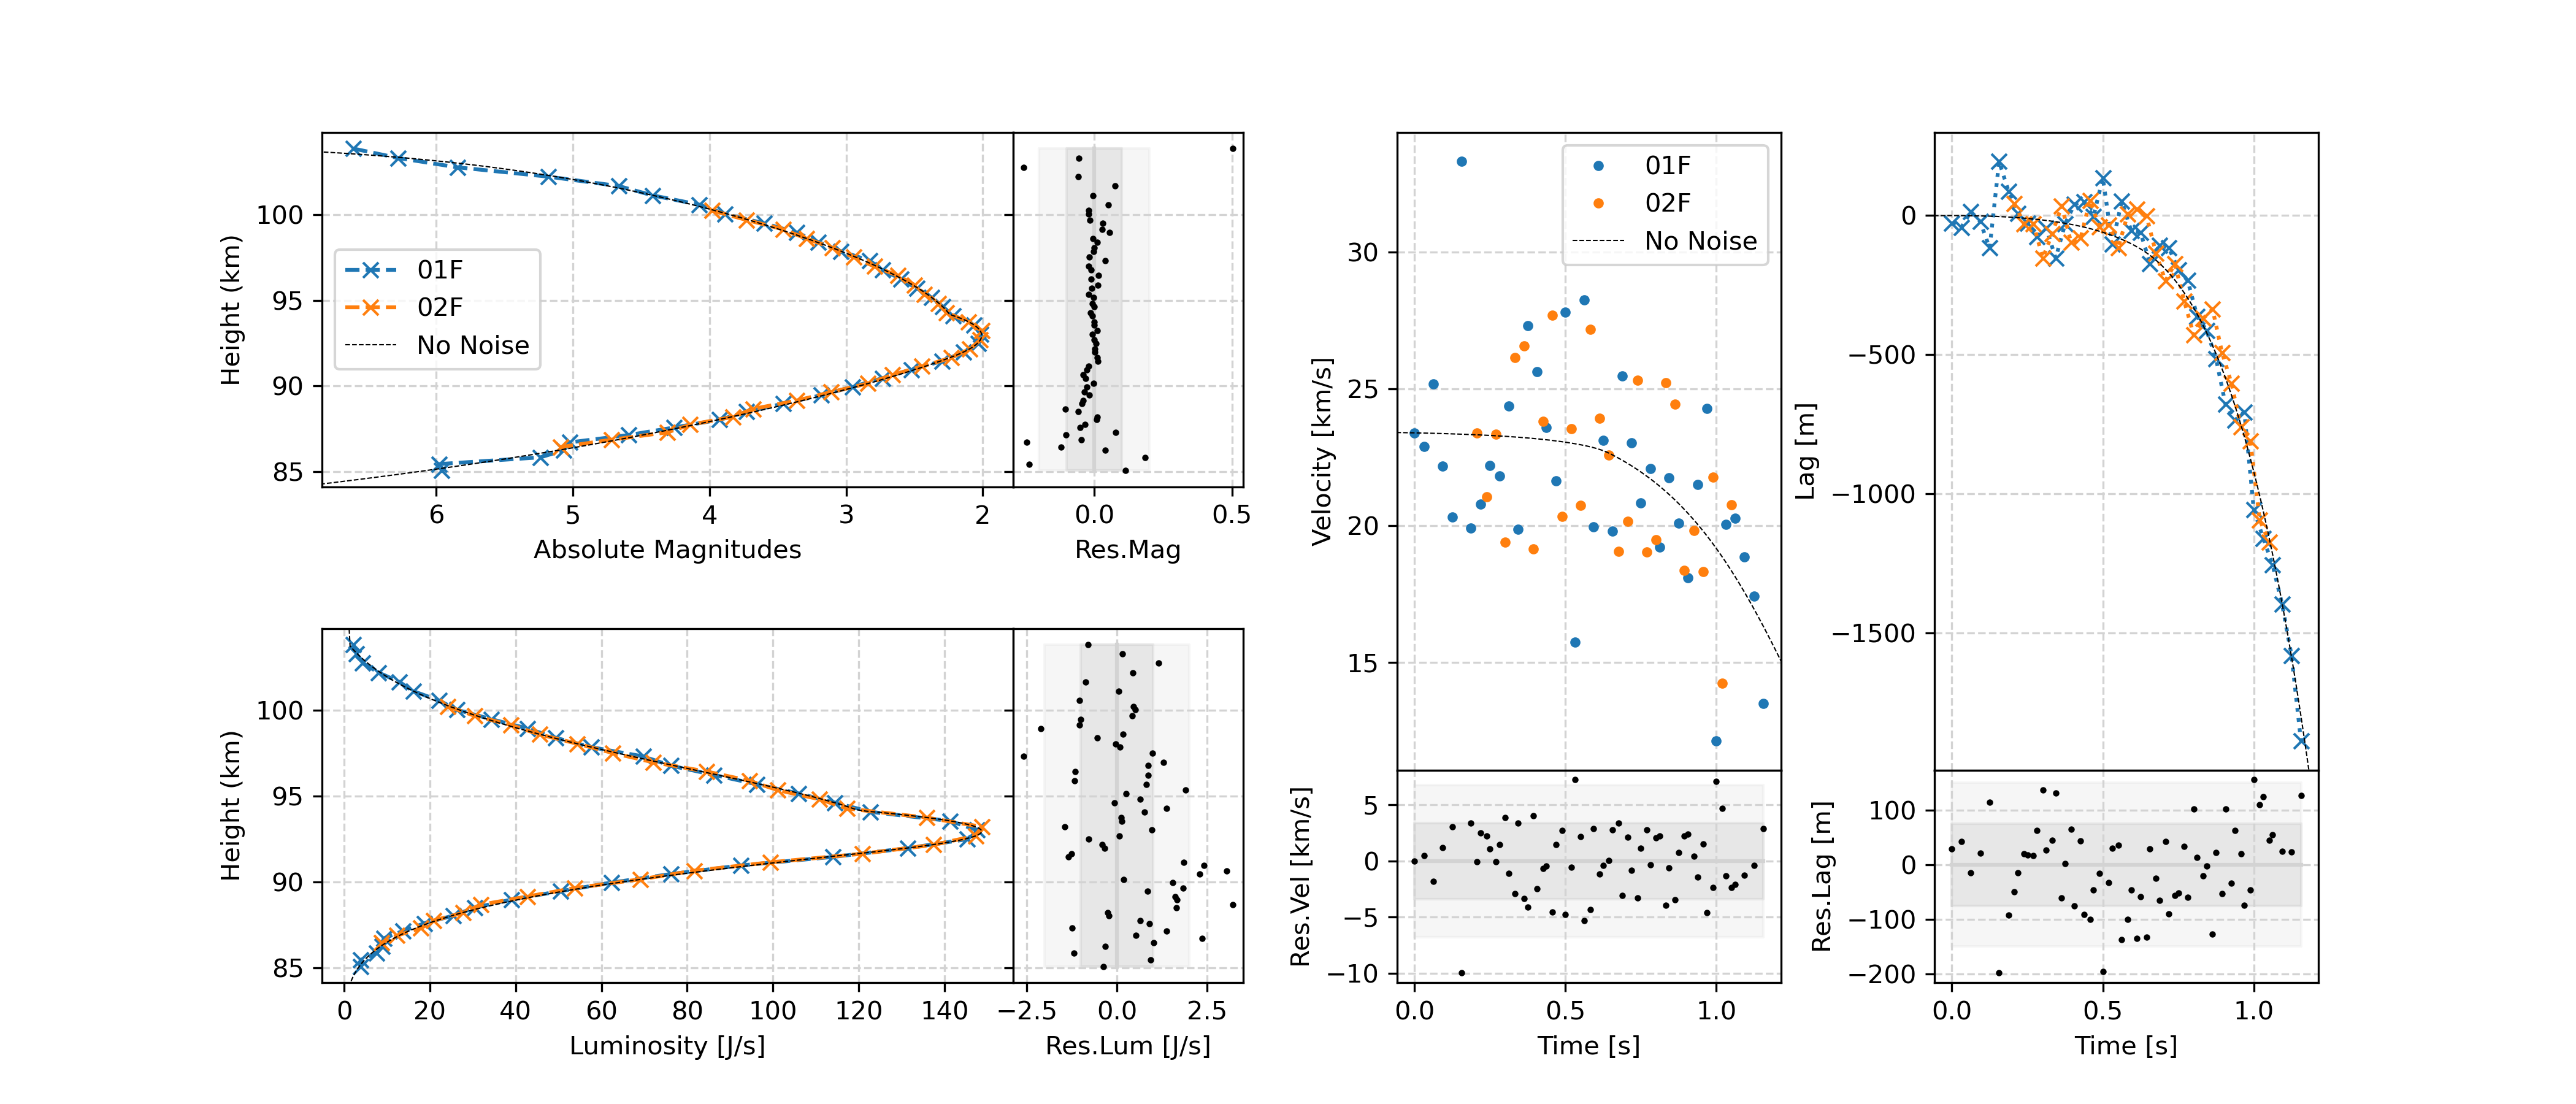 Height (km)
100
95
90
85
01F
02F
No Noise
6
5
4
3
2
Absolute Magnitudes
0.0
0.5
Res.Mag
Height (km)
100
95
90
85
0
20
40
60
80
100
120
140
Luminosity [J/s]
−2.5
0.0
2.5
Res.Lum [J/s]
Velocity [km/s]
30
25
20
15
01F
02F
No Noise
Res.Vel [km/s]
5
0
−5
−10
0.0
0.5
1.0
Time [s]
Lag [m]
0
−500
−1000
−1500
Res.Lag [m]
100
0
−100
−200
0.0
0.5
1.0
Time [s]